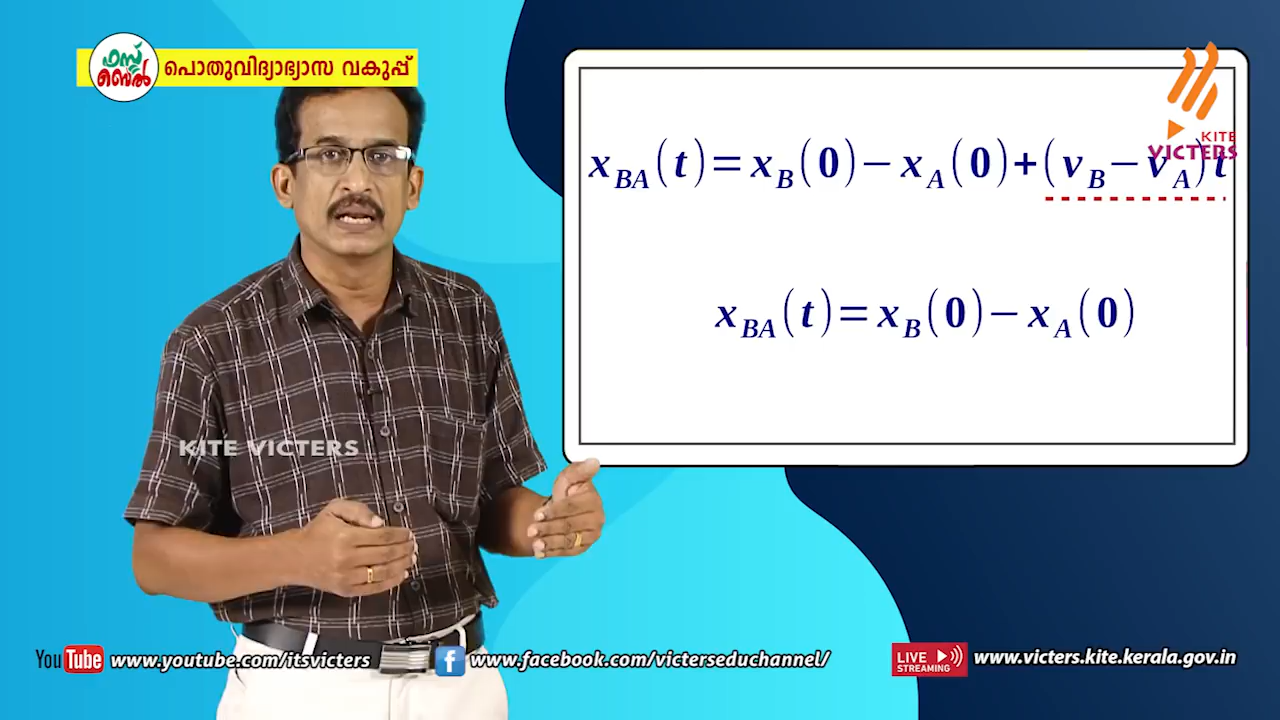 ഫസ്റ്റ്
ബെൽ
പൊതുവിദ്യാഭ്യാസ വകുപ്പ്
KITE
VICTERS
x_BA(t)=x_B(0)−x_A(0)+(v_B−v_A)t
x_BA(t)=x_B(0)−x_A(0)
KITE VICTERS
YouTube www.youtube.com/itsvicters
f www.facebook.com/victerseduchannel/
LIVE STREAMING www.victers.kite.kerala.gov.in